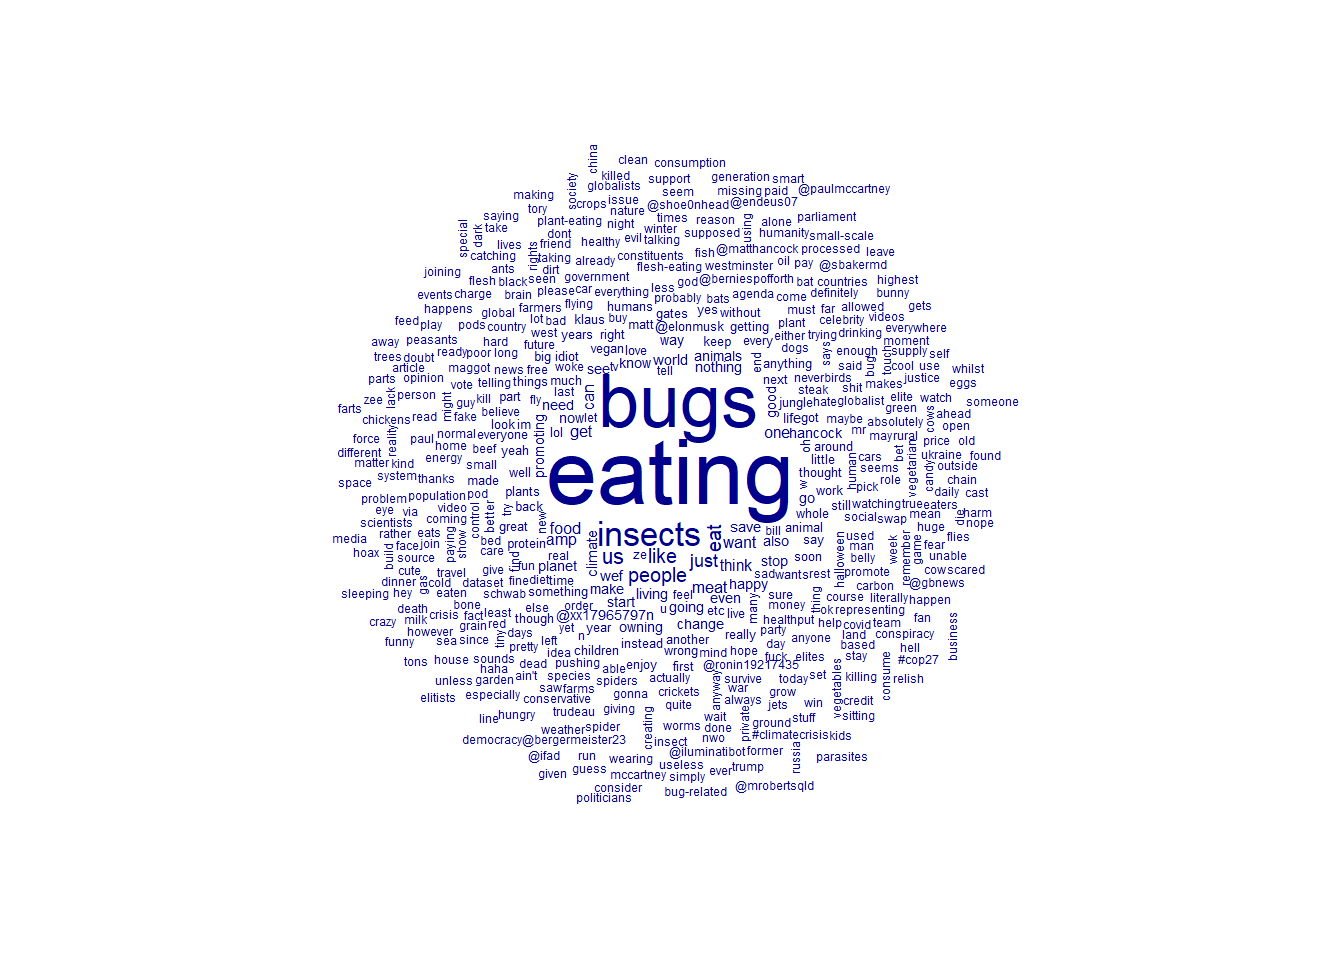 china
clean
consumption
killed
support
generation
smart
globalists
seem
missing
paid
@paulmccartney
making
society
crops
issue
@shoe0nhead
@endeus07
tory
nature
saying
plant-eating
night
times
reason
using
alone
parliament
special
dark
take
dont
winter
supposed
humanity
small-scale
lives
friend
healthy
evil
talking
catching
rights
taking
already
constituents
fish
@matthancock
processed
leave
joining
ants
dirt
flesh-eating
westminster
oil
pay
@sbakermd
flesh
black
seen
government
less
god
@berniespofforth
bat
countries
highest
events
charge
brain
please
car
everything
probably
bats
agenda
come
definitely
bunny
happens
global
farmers
flying
humans
gates
yes
without
must
far
allowed
gets
feed
play
pods
country
lot
bad
klaus
buy
matt
@elonmusk
getting
plant
celebrity
videos
away
peasants
hard
future
west
years
right
way
keep
every
either
trying
drinking
everywhere
trees
doubt
ready
poor
long
big
idiot
vegan
love
know
world
animals
end
dogs
says
enough
supply
moment
self
article
maggot
news
free
woke
see
tv
tell
nothing
anything
said
bug
touch
cool
use
whilst
parts
opinion
vote
telling
things
much
can
bugs
good
next
never
birds
steak
shit
makes
justice
eggs
zee
person
lack
might
guy
kill
part
fly
last
need
jungle
hate
globalist
elite
watch
someone
farts
chickens
read
fake
believe
now
let
life
got
maybe
green
absolutely
cows
ahead
force
reality
paul
normal
everyone
look
im
lol
get
one
hancock
mr
may
rural
open
different
home
beef
yeah
promoting
eating
oh
around
cars
bet
price
old
matter
kind
energy
small
well
little
seems
vegetarian
ukraine
found
space
system
thanks
made
plants
w
thought
human
role
candy
outside
problem
population
pod
try
back
go
work
pick
daily
chain
eye
via
video
control
better
new
whole
still
watching
true
eaters
cast
scientists
coming
great
food
insects
eat
save
bill
animal
social
swap
mean
die
harm
media
rather
eats
paying
show
bed
amp
climate
us
ze
like
just
want
also
say
halloween
used
week
remember
game
huge
nope
hoax
build
face
join
care
protein
find
real
think
stop
soon
man
fear
flies
source
fun
planet
wef
people
meat
happy
sad
wants
rest
belly
unable
cute
travel
give
promote
cow
scared
dinner
gas
cold
dataset
fine
diet
time
make
living
feel
even
many
sure
thing
carbon
@gbnews
sleeping
hey
eaten
schwab
something
start
u
going
etc
live
money
course
literally
happen
death
bone
else
order
@xx17965797n
ok
representing
crazy
milk
crisis
fact
least
though
change
health
put
help
covid
team
fan
however
grain
red
tiny
days
yet
year
owning
really
party
anyone
land
conspiracy
business
funny
sea
since
pretty
left
n
instead
another
day
based
hell
tons
house
sounds
idea
children
wrong
mind
hope
fuck
elites
stay
#cop27
haha
dead
pushing
able
enjoy
first
@ronin19217435
vegetables
killing
consume
relish
unless
garden
ain't
species
spiders
actually
anyway
survive
today
set
elitists
especially
saw
farms
gonna
crickets
war
grow
credit
conservative
quite
always
jets
win
line
hungry
trudeau
giving
wait
private
ground
stuff
sitting
weather
spider
creating
worms
done
#climatecrisis
kids
democracy
@bergermeister23
insect
nwo
@iluminatibot
former
russia
parasites
@ifad
run
wearing
useless
ever
trump
given
guess
mccartney
simply
@mrobertsqld
consider
bug-related
politicians